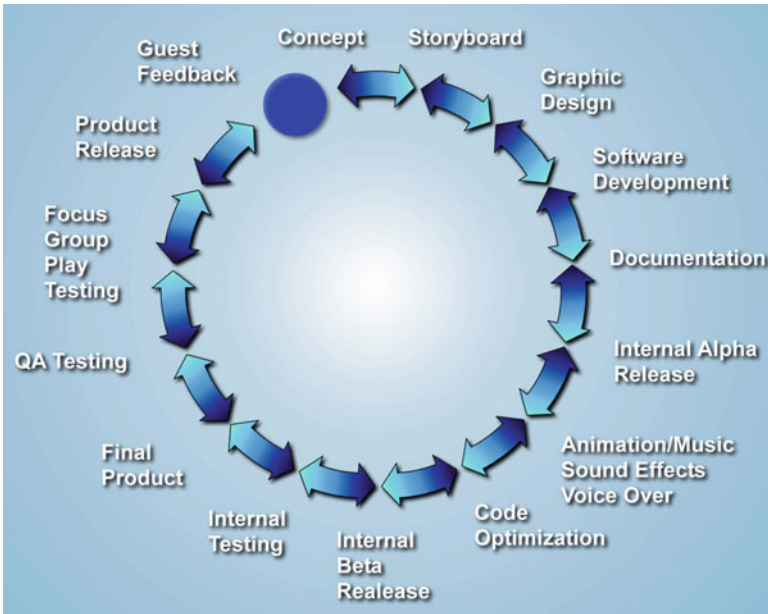 Concept
Storyboard
Graphic
Design
Software
Development
Documentation
Internal Alpha
Release
Animation/Music
Sound Effects
Voice Over
Code
Optimization
Internal
Beta
Realease
Internal
Testing
Final
Product
QA Testing
Focus
Group
Play
Testing
Product
Release
Guest
Feedback